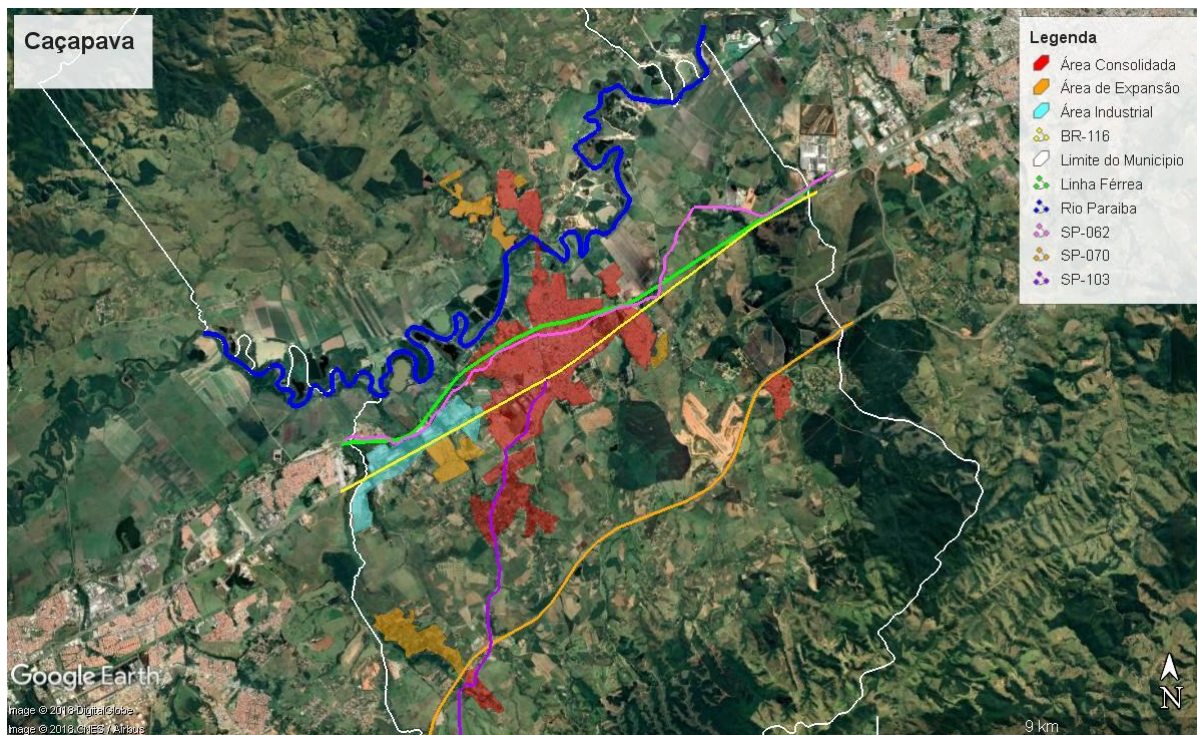 Caçapava
Legenda
Área Consolidada
Área de Expansão
Área Industrial
BR-116
Limite do Municipio
Linha Férrea
Rio Paraiba
SP-062
SP-070
SP-103
Google Earth
Image © 2018 DigitalGlobe
Image © 2018 CNES / Airbus
N
9 km